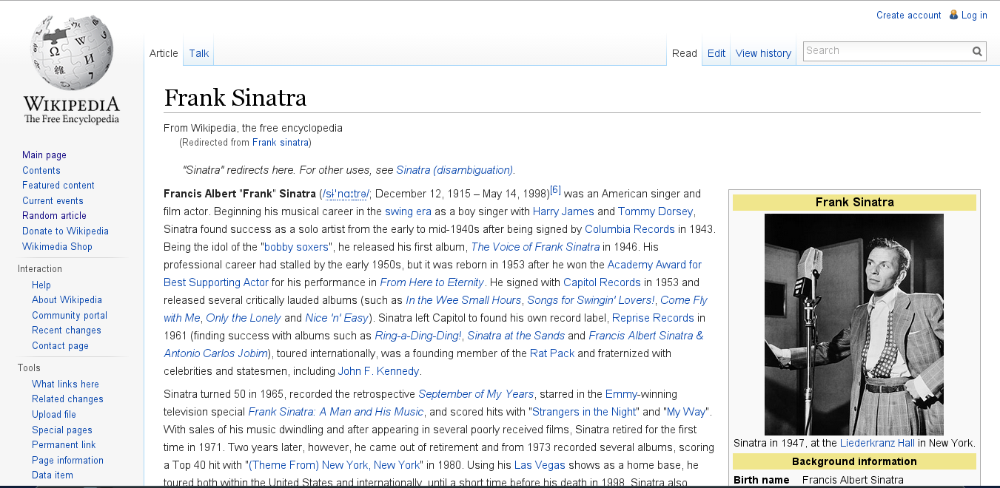 Create account Log in
WIKIPEDIA
The Free Encyclopedia
Article Talk Read Edit View history Search
Frank Sinatra
From Wikipedia, the free encyclopedia
(Redirected from Frank sinatra)
"Sinatra" redirects here. For other uses, see Sinatra (disambiguation).
Francis Albert "Frank" Sinatra (/sɨˈnɑːtrə/; December 12, 1915 – May 14, 1998)[6] was an American singer and
film actor. Beginning his musical career in the swing era as a boy singer with Harry James and Tommy Dorsey,
Sinatra found success as a solo artist from the early to mid-1940s after being signed by Columbia Records in 1943.
Being the idol of the "bobby soxers", he released his first album, The Voice of Frank Sinatra in 1946. His
professional career had stalled by the early 1950s, but it was reborn in 1953 after he won the Academy Award for
Best Supporting Actor for his performance in From Here to Eternity. He signed with Capitol Records in 1953 and
released several critically lauded albums (such as In the Wee Small Hours, Songs for Swingin' Lovers!, Come Fly
with Me, Only the Lonely and Nice 'n' Easy). Sinatra left Capitol to found his own record label, Reprise Records in
1961 (finding success with albums such as Ring-a-Ding-Ding!, Sinatra at the Sands and Francis Albert Sinatra &
Antonio Carlos Jobim), toured internationally, was a founding member of the Rat Pack and fraternized with
celebrities and statesmen, including John F. Kennedy.
Sinatra turned 50 in 1965, recorded the retrospective September of My Years, starred in the Emmy-winning
television special Frank Sinatra: A Man and His Music, and scored hits with "Strangers in the Night" and "My Way".
With sales of his music dwindling and after appearing in several poorly received films, Sinatra retired for the first
time in 1971. Two years later, however, he came out of retirement and from 1973 recorded several albums, scoring
a Top 40 hit with "(Theme From) New York, New York" in 1980. Using his Las Vegas shows as a home base, he
toured both within the United States and internationally, until a short time before his death in 1998. Sinatra also
Frank Sinatra
Sinatra in 1947, at the Liederkranz Hall in New York.
Background information
Birth name Francis Albert Sinatra
Main page
Contents
Featured content
Current events
Random article
Donate to Wikipedia
Wikimedia Shop
Interaction
Help
About Wikipedia
Community portal
Recent changes
Contact page
Tools
What links here
Related changes
Upload file
Special pages
Permanent link
Page information
Data item